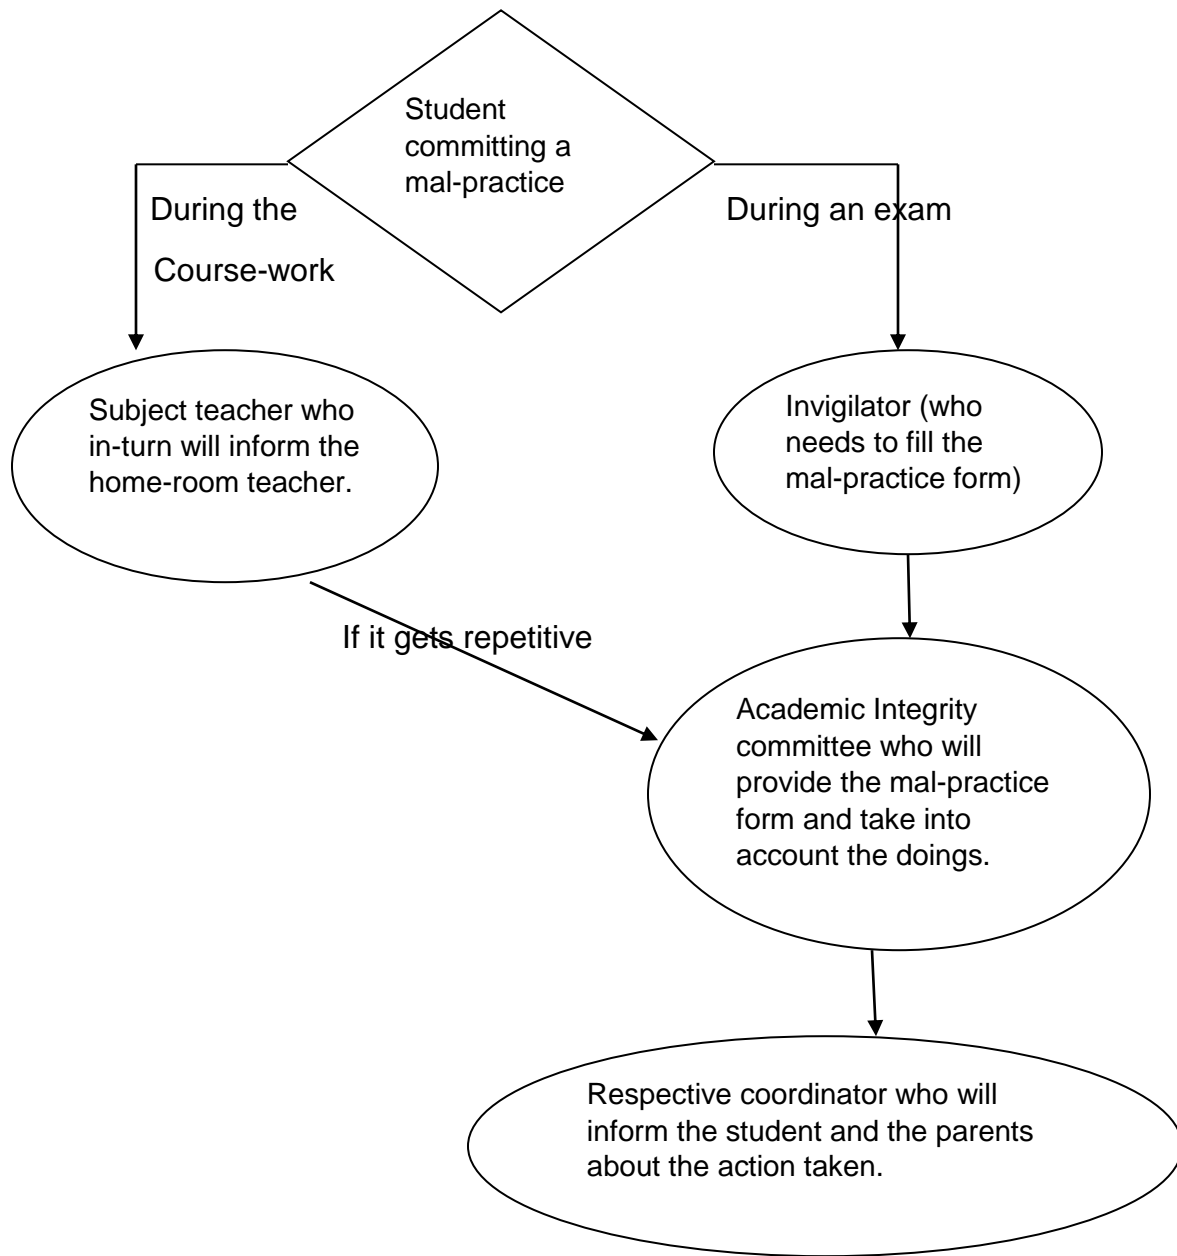 Student
committing a
mal-practice
During the
Course-work
During an exam
Subject teacher who
in-turn will inform the
home-room teacher.
Invigilator (who
needs to fill the
mal-practice form)
If it gets repetitive
Academic Integrity
committee who will
provide the mal-practice
form and take into
account the doings.
Respective coordinator who will
inform the student and the parents
about the action taken.